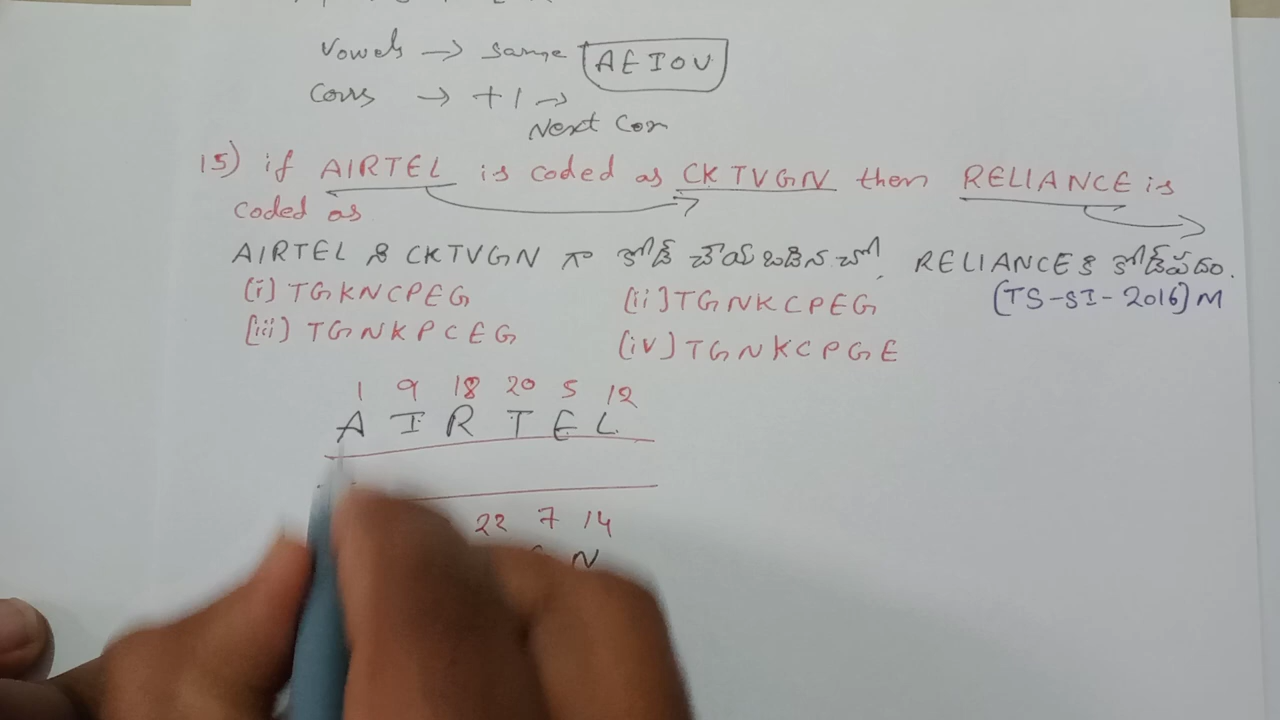 Vowels → same AEIOU
Cons → +1 →
Next Con
15) if AIRTEL is coded as CKTVGN then RELIANCE is
coded as
AIRTEL ని CKTVGN గా కోడ్ చేయబడిన చో, RELIANCE కి కోడ్ పదం.
(i) TGKNCPEG (ii) TGNKCPEG (TS-SI-2016) M
(iii) TGNKPCEG (iv) TGNKCPGE
1 9 18 20 5 12
A I R T E L
22 7 14
N